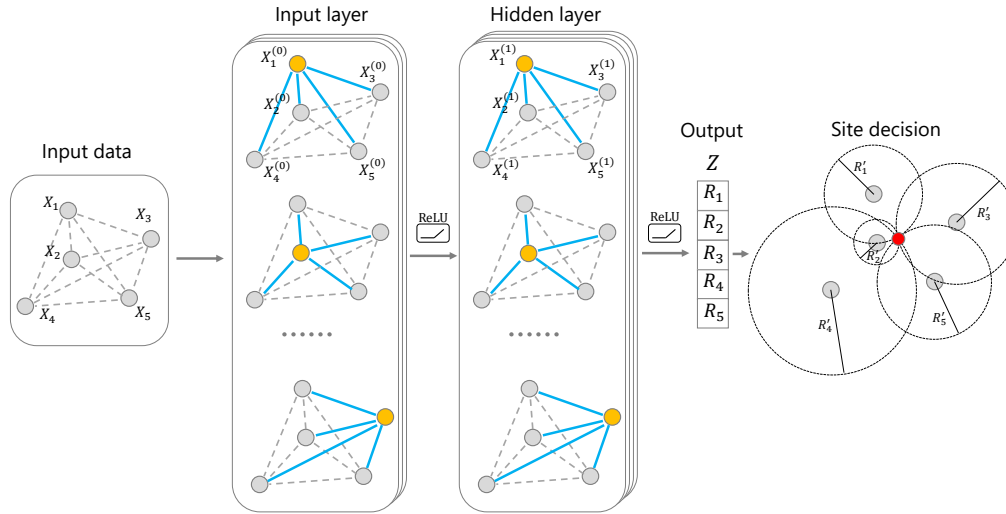 Input data
X₁
X₂
X₃
X₄
X₅
Input layer
X₁⁽⁰⁾
X₂⁽⁰⁾
X₃⁽⁰⁾
X₄⁽⁰⁾
X₅⁽⁰⁾
......
ReLU
Hidden layer
X₁⁽¹⁾
X₂⁽¹⁾
X₃⁽¹⁾
X₄⁽¹⁾
X₅⁽¹⁾
......
ReLU
Output
Z
R₁
R₂
R₃
R₄
R₅
Site decision
R′₁
R′₂
R′₃
R′₄
R′₅